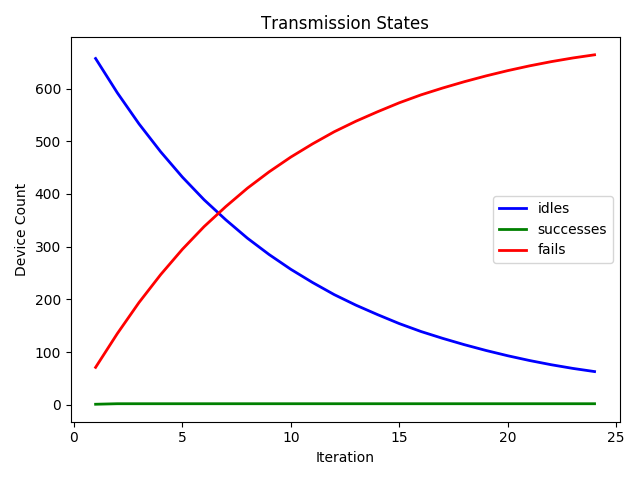 Transmission States
Device Count
600
500
400
300
200
100
0
idles
successes
fails
0 5 10 15 20 25
Iteration